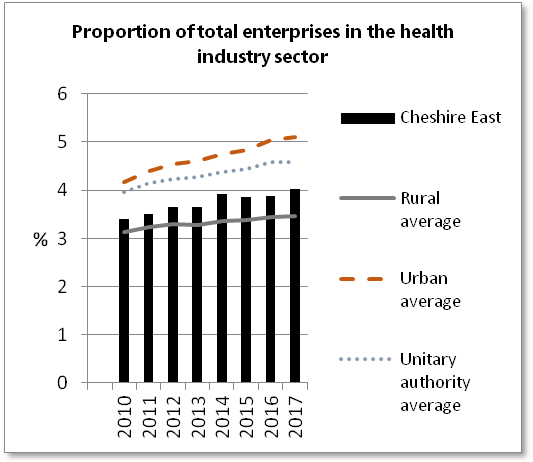 Proportion of total enterprises in the health
industry sector
6
5
4
3
2
1
0
%
2010
2011
2012
2013
2014
2015
2016
2017
Cheshire East
Rural
average
Urban
average
Unitary
authority
average